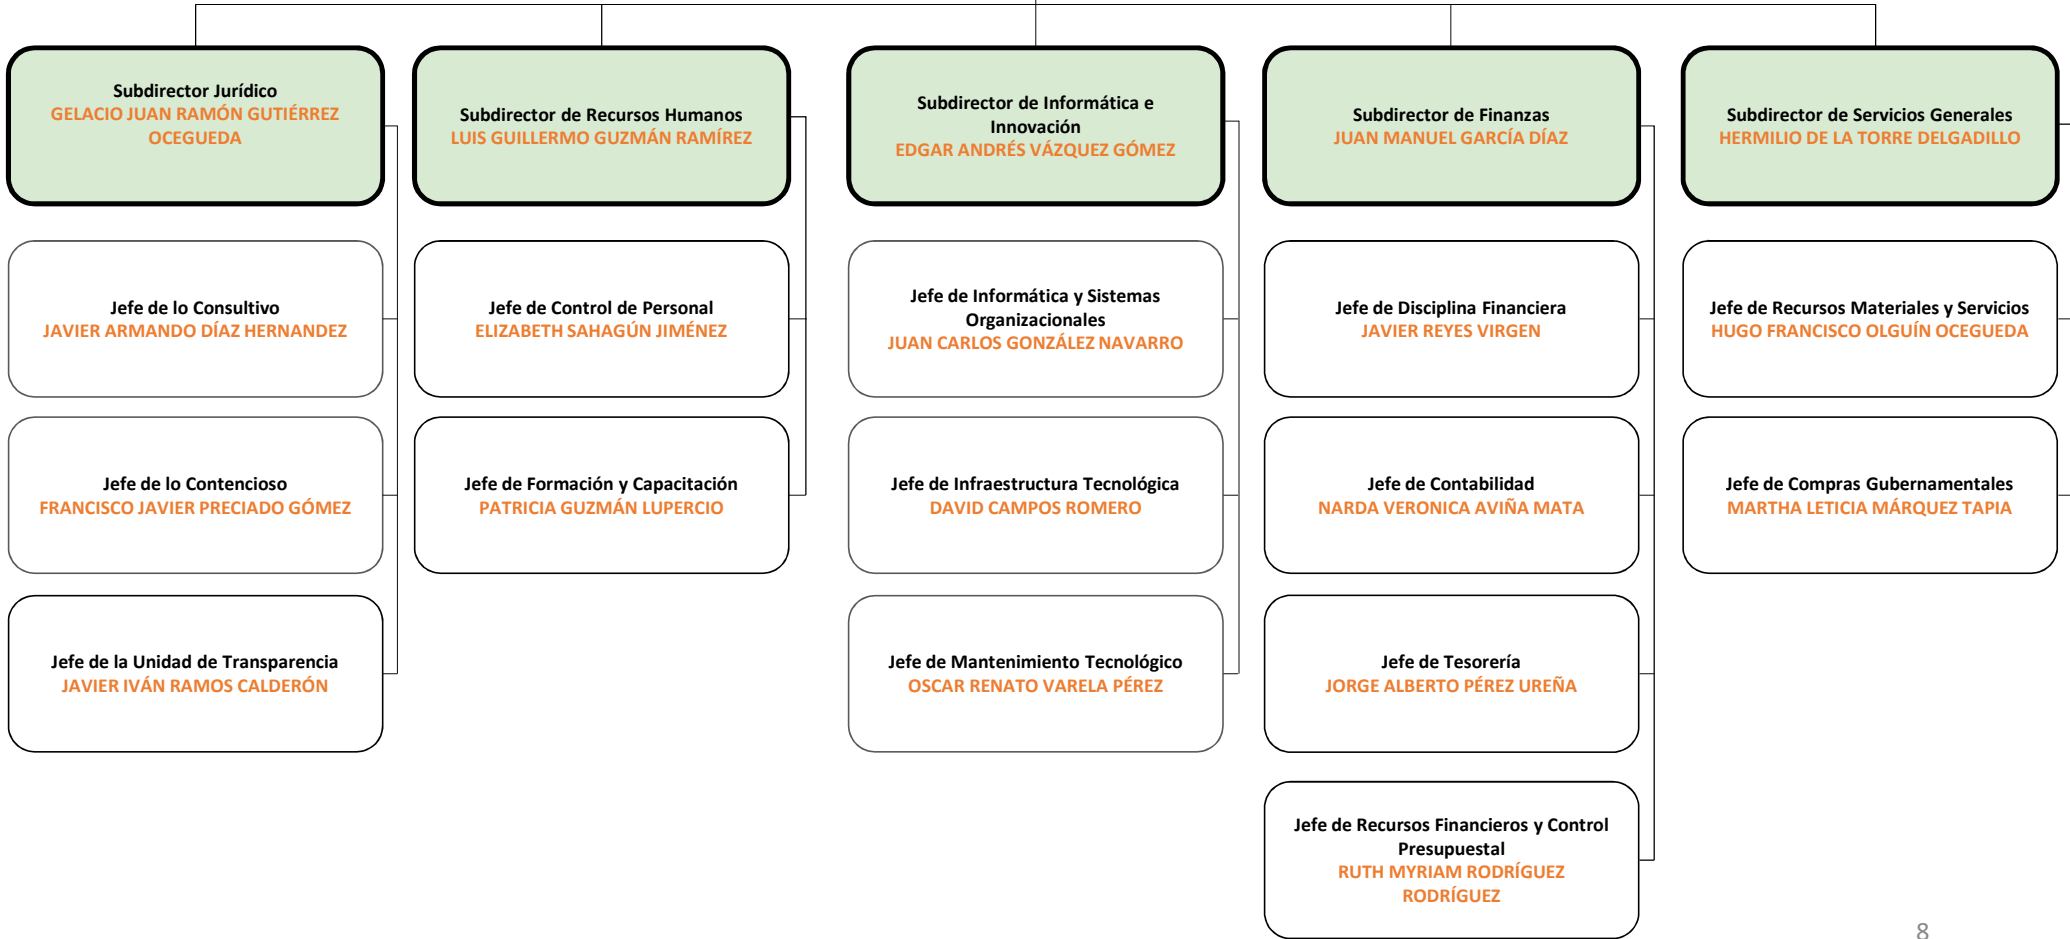 Subdirector Jurídico
GELACIO JUAN RAMÓN GUTIÉRREZ
OCEGUEDA
Subdirector de Recursos Humanos
LUIS GUILLERMO GUZMÁN RAMÍREZ
Subdirector de Informática e
Innovación
EDGAR ANDRÉS VÁZQUEZ GÓMEZ
Subdirector de Finanzas
JUAN MANUEL GARCÍA DÍAZ
Subdirector de Servicios Generales
HERMILIO DE LA TORRE DELGADILLO
Jefe de lo Consultivo
JAVIER ARMANDO DÍAZ HERNANDEZ
Jefe de Control de Personal
ELIZABETH SAHAGÚN JIMÉNEZ
Jefe de Informática y Sistemas
Organizacionales
JUAN CARLOS GONZÁLEZ NAVARRO
Jefe de Disciplina Financiera
JAVIER REYES VIRGEN
Jefe de Recursos Materiales y Servicios
HUGO FRANCISCO OLGUÍN OCEGUEDA
Jefe de lo Contencioso
FRANCISCO JAVIER PRECIADO GÓMEZ
Jefe de Formación y Capacitación
PATRICIA GUZMÁN LUPERCIO
Jefe de Infraestructura Tecnológica
DAVID CAMPOS ROMERO
Jefe de Contabilidad
NARDA VERONICA AVIÑA MATA
Jefe de Compras Gubernamentales
MARTHA LETICIA MÁRQUEZ TAPIA
Jefe de la Unidad de Transparencia
JAVIER IVÁN RAMOS CALDERÓN
Jefe de Mantenimiento Tecnológico
OSCAR RENATO VARELA PÉREZ
Jefe de Tesorería
JORGE ALBERTO PÉREZ UREÑA
Jefe de Recursos Financieros y Control
Presupuestal
RUTH MYRIAM RODRÍGUEZ
RODRÍGUEZ
8